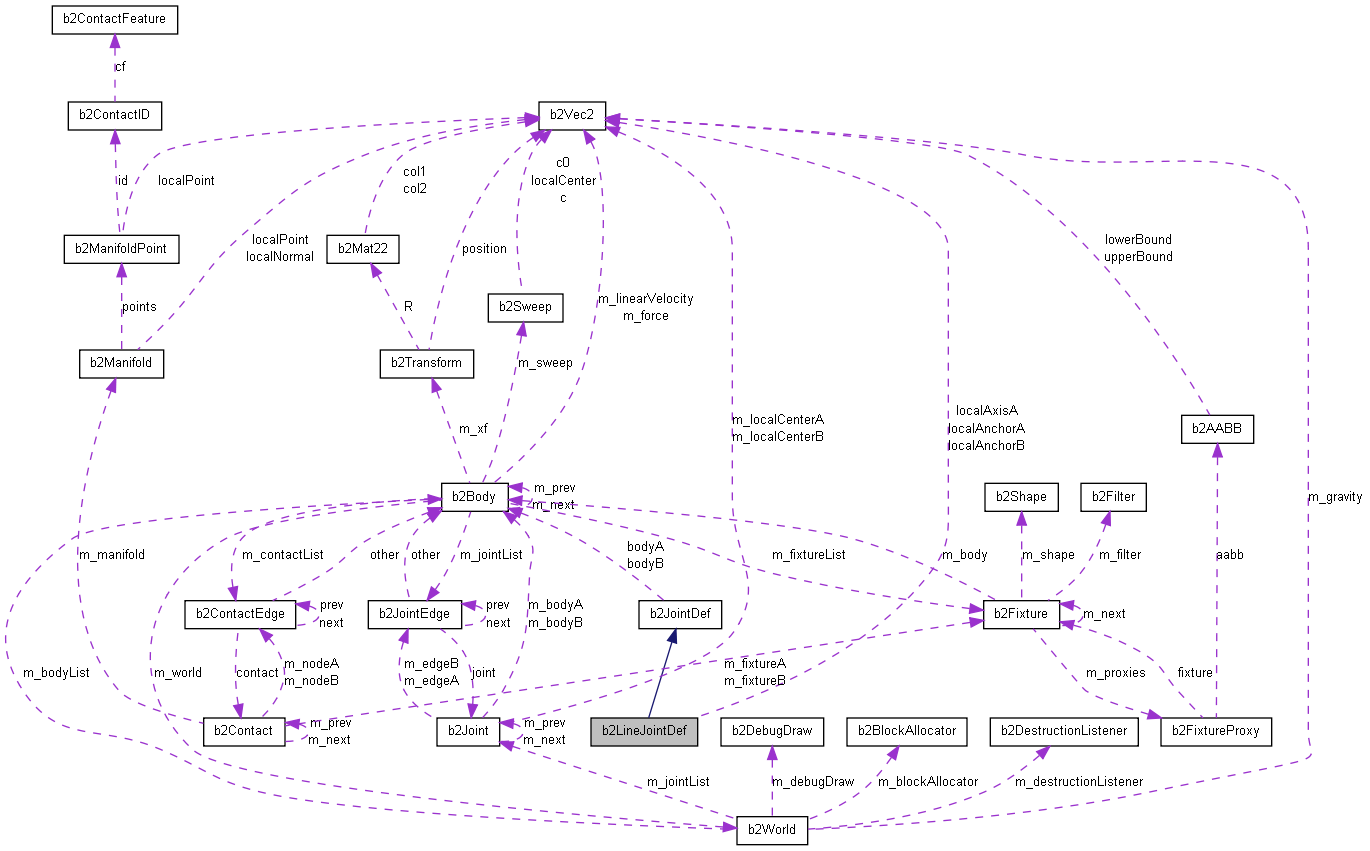 b2ContactFeature
cf
b2ContactID
b2Vec2
id
localPoint
col1
col2
c0
localCenter
c
b2ManifoldPoint
localPoint
localNormal
b2Mat22
position
lowerBound
upperBound
points
R
b2Sweep
m_linearVelocity
m_force
b2Manifold
b2Transform
m_sweep
m_xf
m_localCenterA
m_localCenterB
localAxisA
localAnchorA
localAnchorB
b2AABB
b2Body
m_prev
m_next
b2Shape
b2Filter
m_gravity
m_manifold
m_contactList
other
other
m_jointList
bodyA
bodyB
m_fixtureList
m_body
m_shape
m_filter
aabb
b2ContactEdge
prev
next
b2JointEdge
prev
next
m_bodyA
m_bodyB
b2JointDef
b2Fixture
m_next
m_bodyList
m_world
contact
m_nodeA
m_nodeB
m_edgeB
m_edgeA
joint
m_fixtureA
m_fixtureB
m_proxies
fixture
b2Contact
m_prev
m_next
b2Joint
m_prev
m_next
b2LineJointDef
b2DebugDraw
b2BlockAllocator
b2DestructionListener
b2FixtureProxy
m_jointList
m_debugDraw
m_blockAllocator
m_destructionListener
b2World